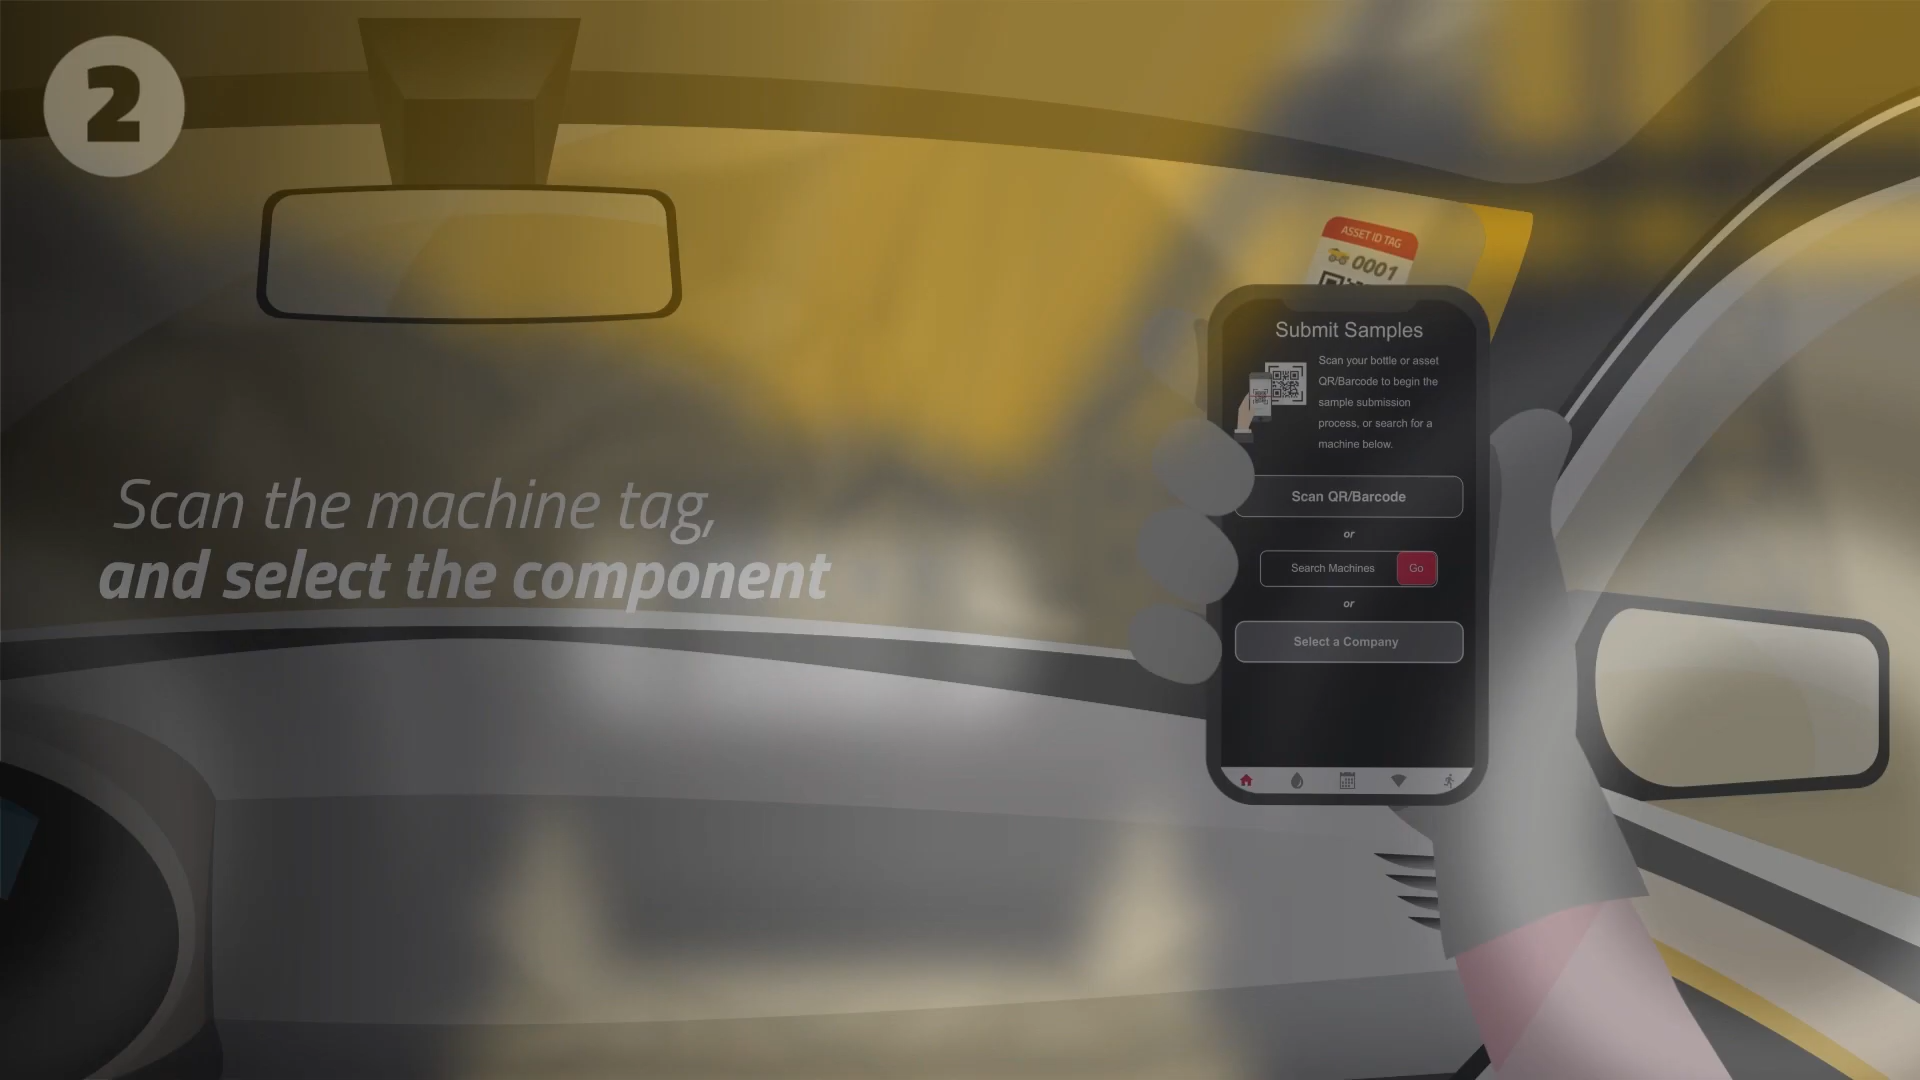 2
Scan the machine tag,
and select the component
ASSET ID TAG
0001
Submit Samples
Scan your bottle or asset
QR/Barcode to begin the
sample submission
process, or search for a
machine below.
Scan QR/Barcode
or
Search Machines Go
or
Select a Company